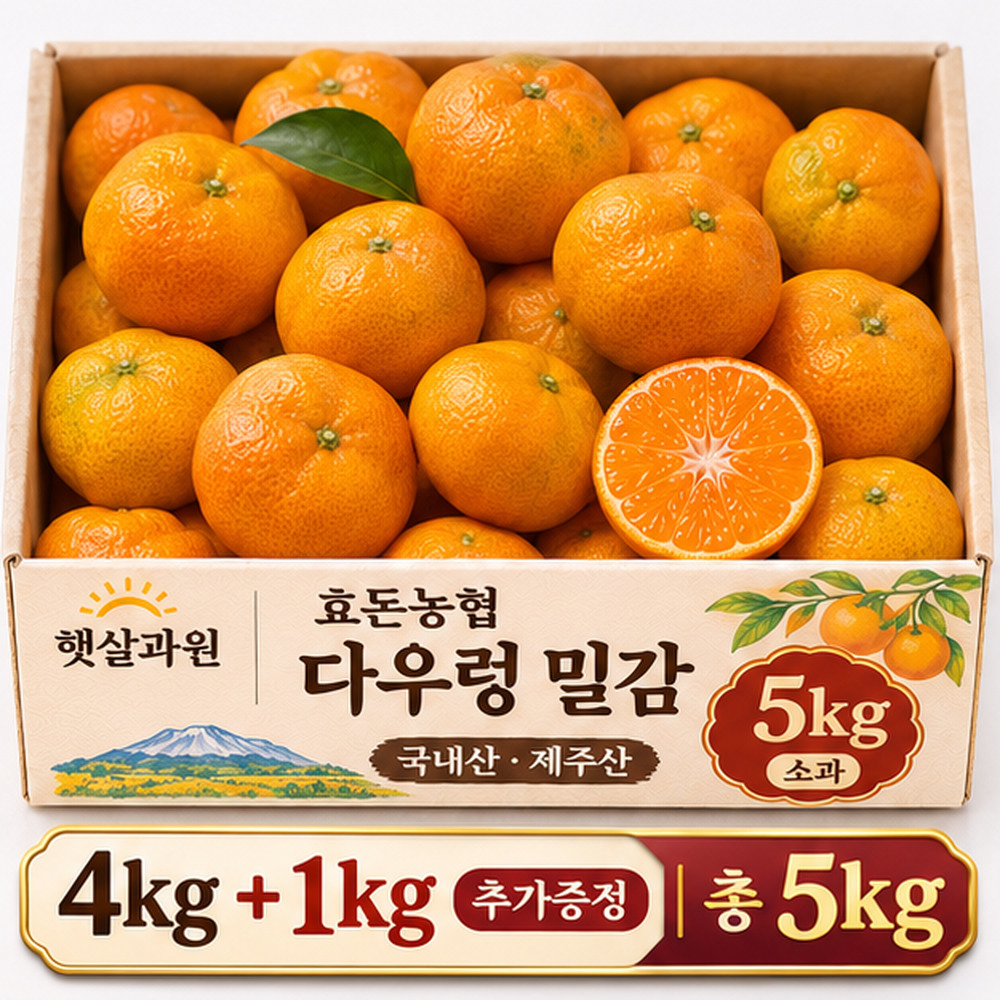 햇살과원
효돈농협
다우렁 밀감
국내산 · 제주산
5kg
소과
4kg + 1kg 추가증정 총 5kg